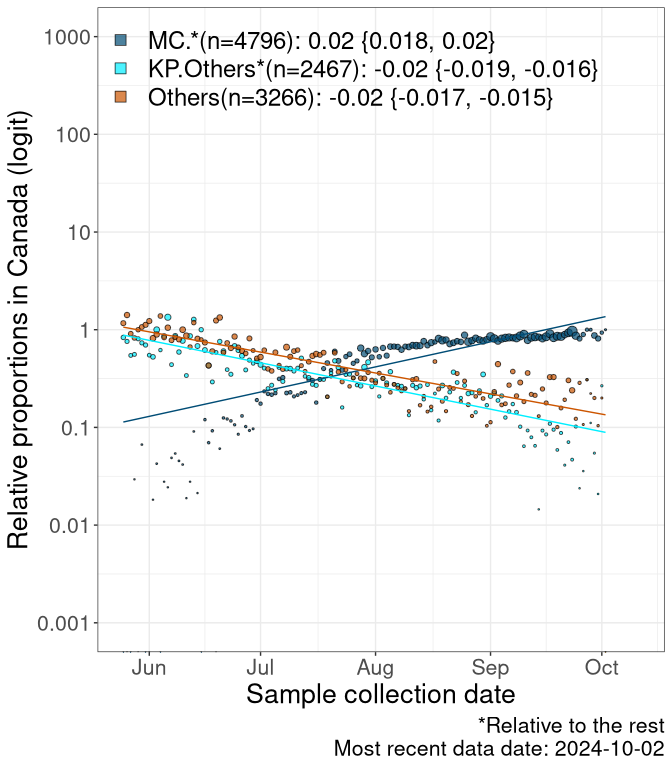 MC.*(n=4796): 0.02 {0.018, 0.02}
KP.Others*(n=2467): -0.02 {-0.019, -0.016}
Others(n=3266): -0.02 {-0.017, -0.015}
Relative proportions in Canada (logit)
1000
100
10
1
0.1
0.01
0.001
Jun Jul Aug Sep Oct
Sample collection date
*Relative to the rest
Most recent data date: 2024-10-02